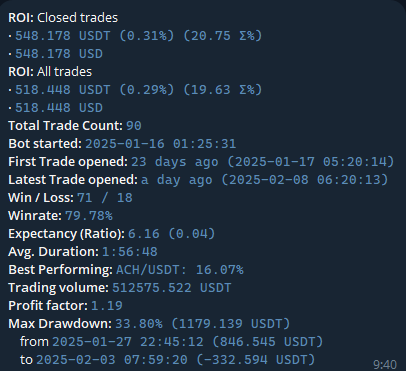 ROI: Closed trades
∙ 548.178 USDT (0.31%) (20.75 Σ%)
∙ 548.178 USD
ROI: All trades
∙ 518.448 USDT (0.29%) (19.63 Σ%)
∙ 518.448 USD
Total Trade Count: 90
Bot started: 2025-01-16 01:25:31
First Trade opened: 23 days ago (2025-01-17 05:20:14)
Latest Trade opened: a day ago (2025-02-08 06:20:13)
Win / Loss: 71 / 18
Winrate: 79.78%
Expectancy (Ratio): 6.16 (0.04)
Avg. Duration: 1:56:48
Best Performing: ACH/USDT: 16.07%
Trading volume: 512575.522 USDT
Profit factor: 1.19
Max Drawdown: 33.80% (1179.139 USDT)
from 2025-01-27 22:45:12 (846.545 USDT)
to 2025-02-03 07:59:20 (-332.594 USDT)
9:40